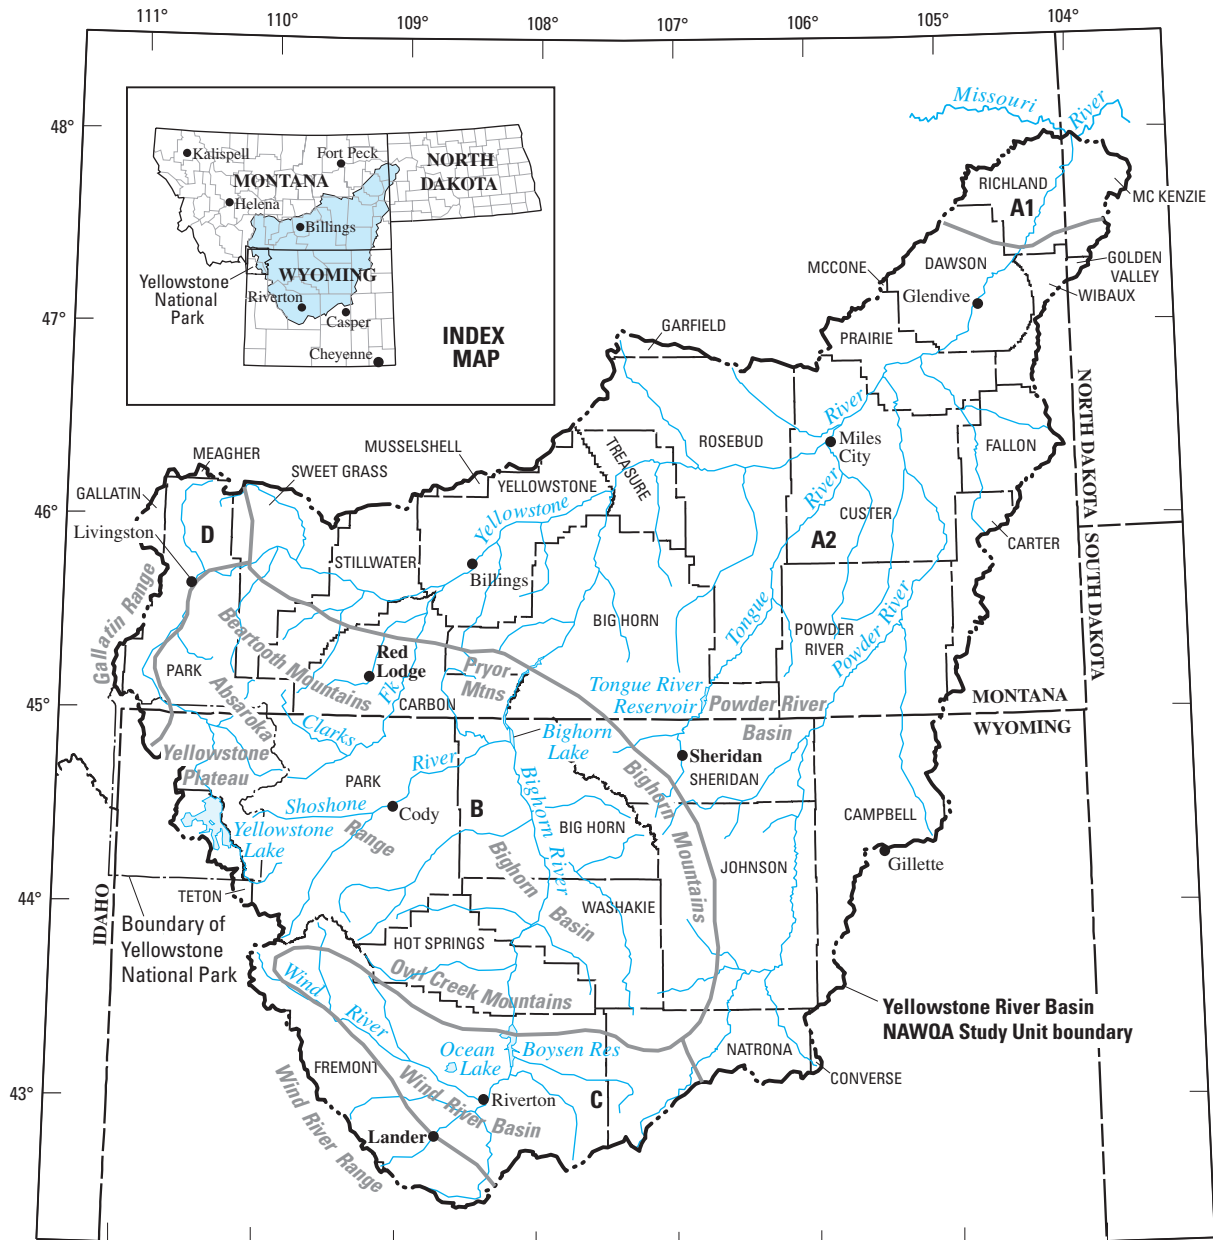 111°
110°
109°
108°
107°
106°
105°
104°
48°
47°
46°
45°
44°
43°
Kalispell
Fort Peck
MONTANA
NORTH
DAKOTA
Helena
Billings
WYOMING
Yellowstone
National
Park
Riverton
Casper
Cheyenne
INDEX
MAP
Missouri
River
RICHLAND
A1
MC KENZIE
MCCONE
DAWSON
GOLDEN
VALLEY
WIBAUX
Glendive
PRAIRIE
GARFIELD
NORTH DAKOTA
SOUTH DAKOTA
River
ROSEBUD
Miles
City
FALLON
MUSSELSHELL
MEAGHER
SWEET GRASS
TREASURE
YELLOWSTONE
GALLATIN
Livingston
D
Yellowstone
River
CUSTER
A2
CARTER
STILLWATER
Billings
Gallatin Range
BIG HORN
Tongue
POWDER
RIVER
Powder River
Beartooth Mountains
Red
Lodge
PARK
Absaroka
Pryor
Mtns
Fk
CARBON
Clarks
Tongue River
Reservoir
Powder River
Basin
MONTANA
WYOMING
Yellowstone
Plateau
Bighorn
Lake
Sheridan
SHERIDAN
PARK
River
Shoshone
Cody
Range
Yellowstone
Lake
B
Bighorn River
BIG HORN
Bighorn Mountains
CAMPBELL
Gillette
JOHNSON
Bighorn
Basin
WASHAKIE
TETON
IDAHO
Boundary of
Yellowstone
National Park
HOT SPRINGS
Owl Creek Mountains
Wind
River
Yellowstone River Basin
NAWQA Study Unit boundary
Ocean
Lake
Boysen Res
NATRONA
CONVERSE
FREMONT
Wind River Basin
Riverton
C
Lander
Wind River Range